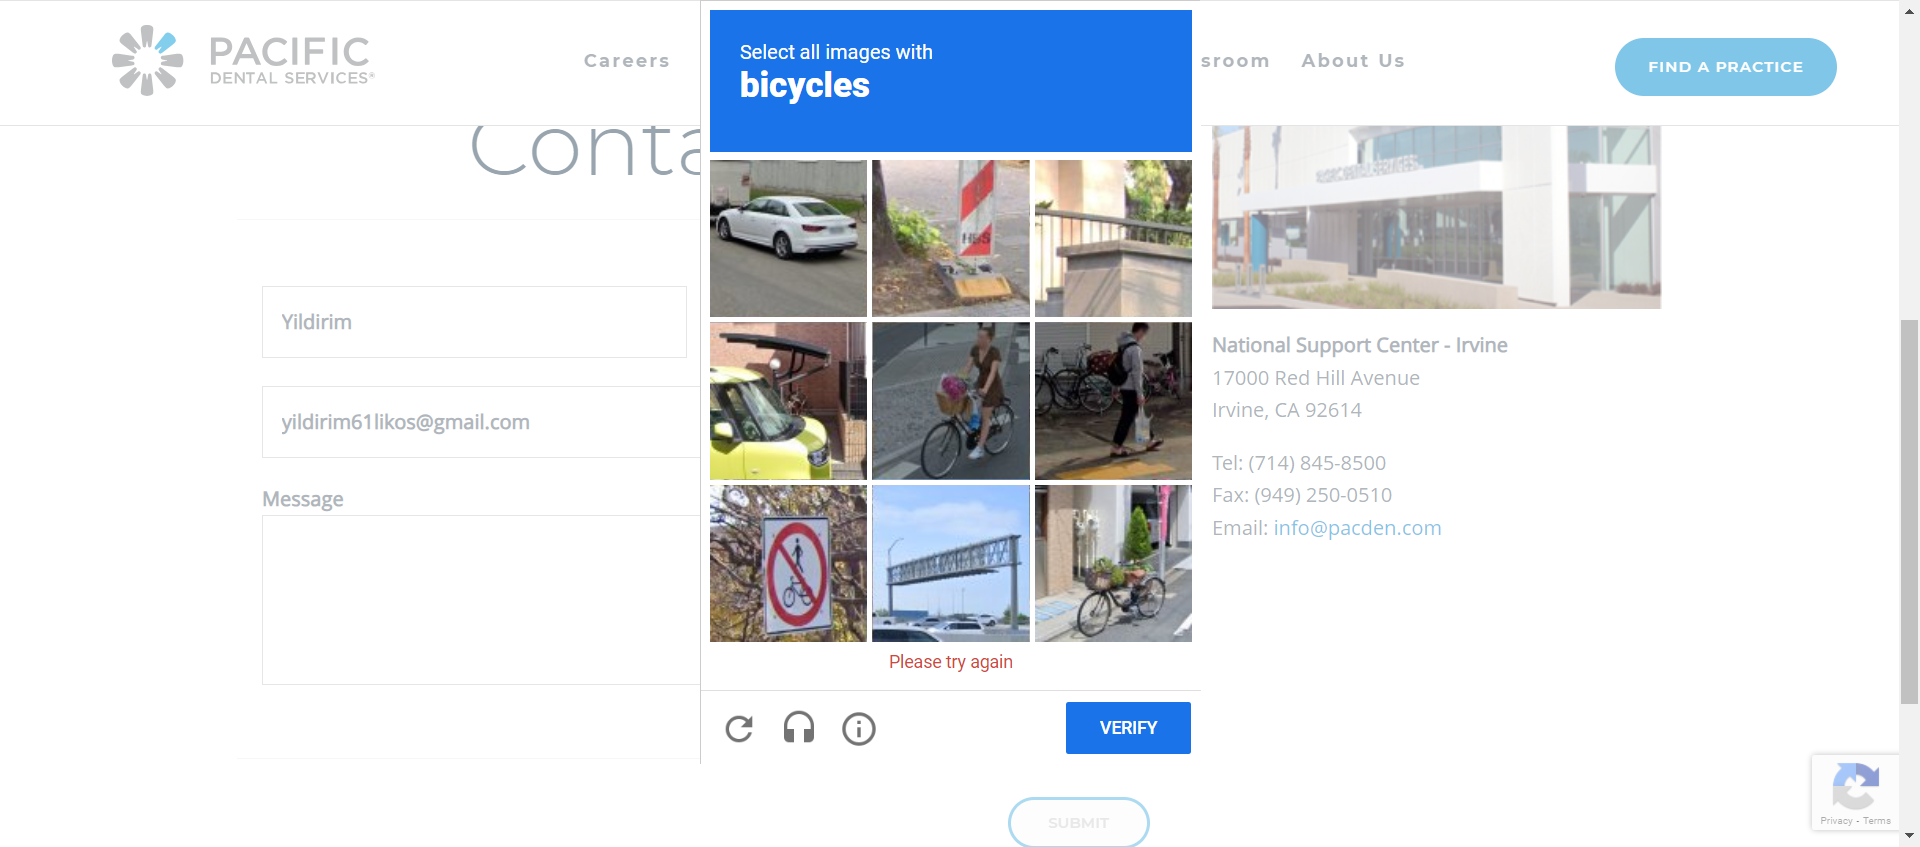 PACIFIC
DENTAL SERVICES®
Careers
sroom
About Us
FIND A PRACTICE
Select all images with
bicycles
Conta
Yildirim
yildirim61likos@gmail.com
Message
HBS
Please try again
VERIFY
SUBMIT
National Support Center - Irvine
17000 Red Hill Avenue
Irvine, CA 92614
Tel: (714) 845-8500
Fax: (949) 250-0510
Email: info@pacden.com
Privacy - Terms